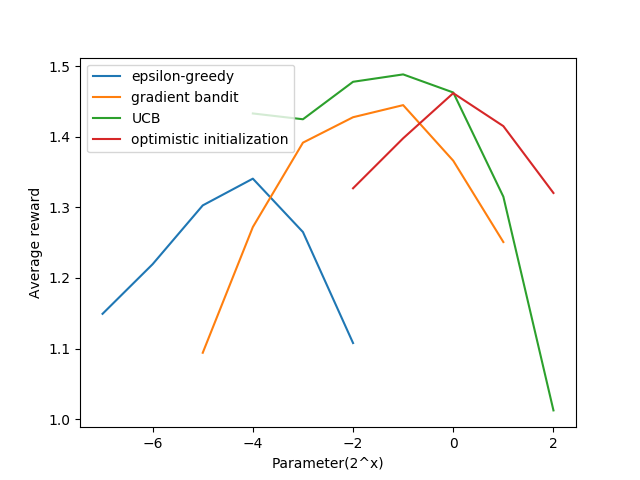 epsilon-greedy
gradient bandit
UCB
optimistic initialization
1.5
1.4
1.3
1.2
1.1
1.0
Average reward
−6 −4 −2 0 2
Parameter(2^x)